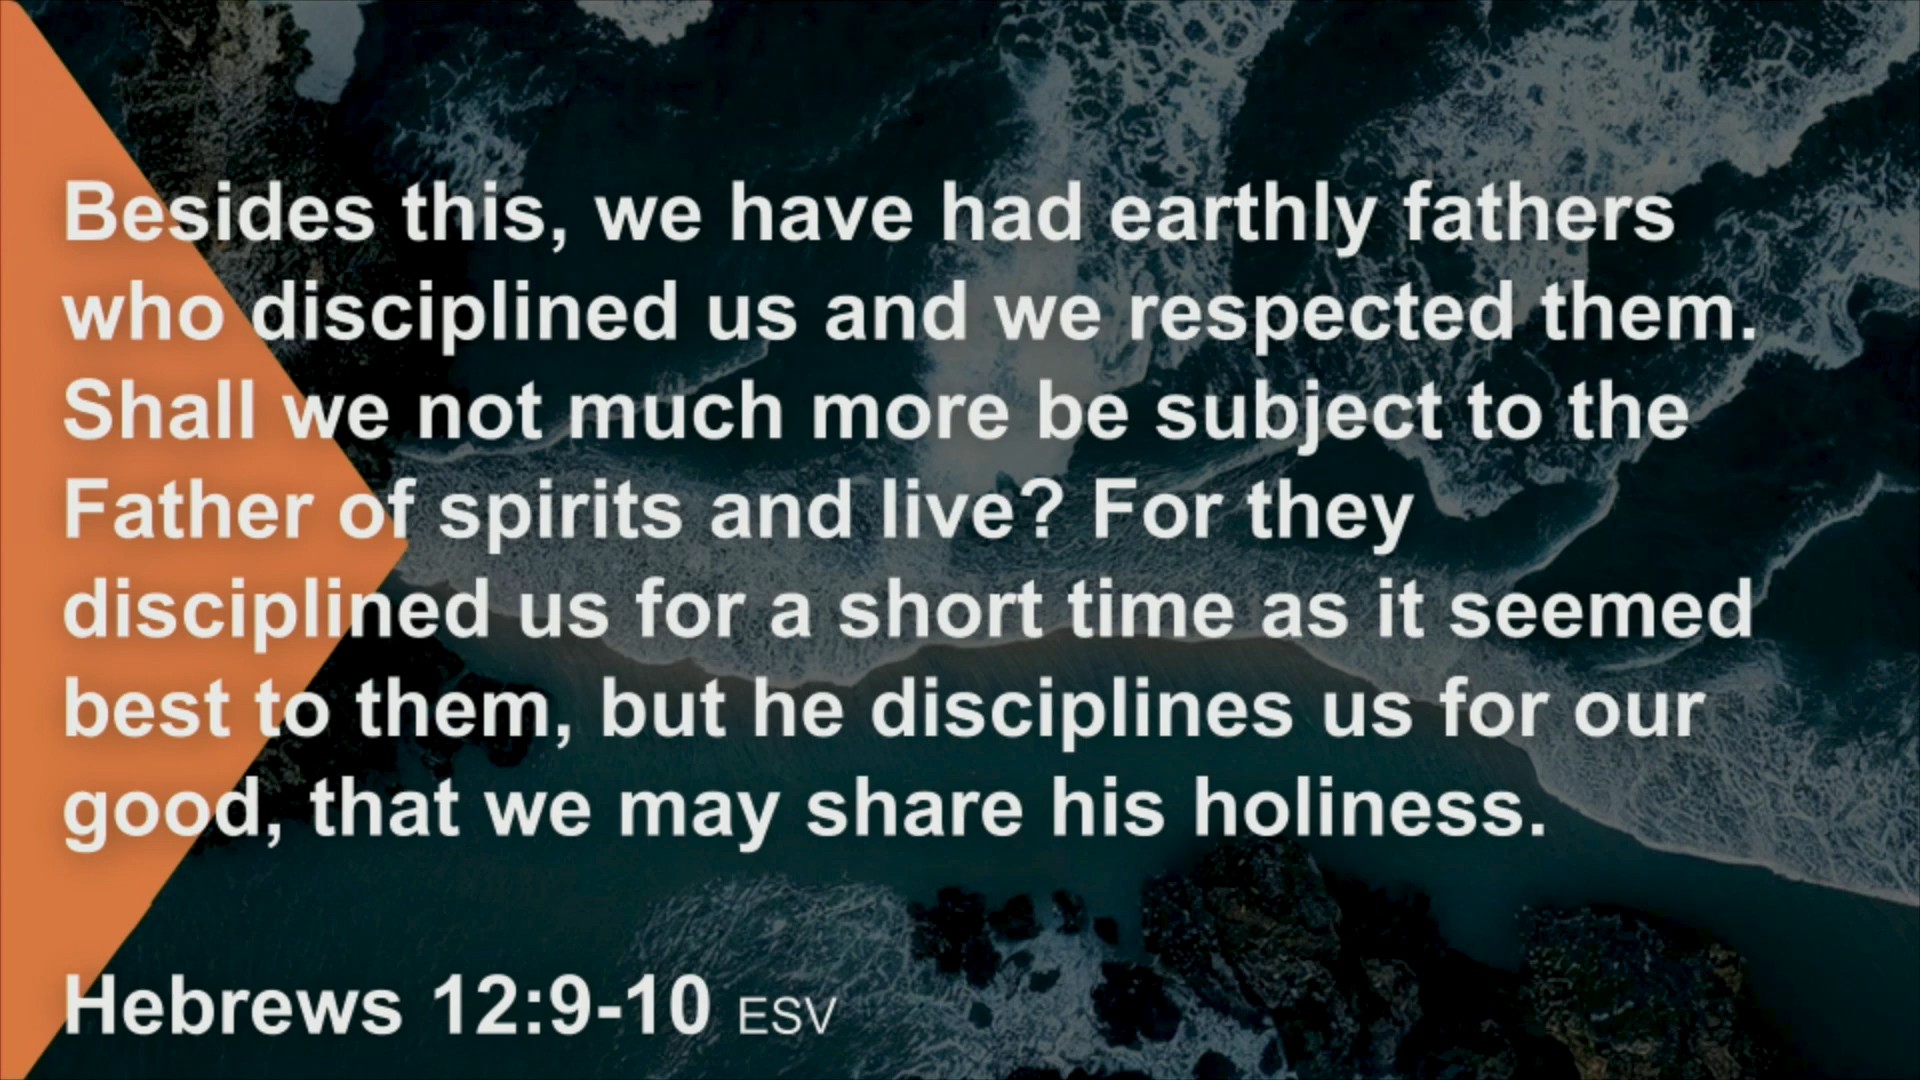 Besides this, we have had earthly fathers
who disciplined us and we respected them.
Shall we not much more be subject to the
Father of spirits and live? For they
disciplined us for a short time as it seemed
best to them, but he disciplines us for our
good, that we may share his holiness.
Hebrews 12:9-10 ESV